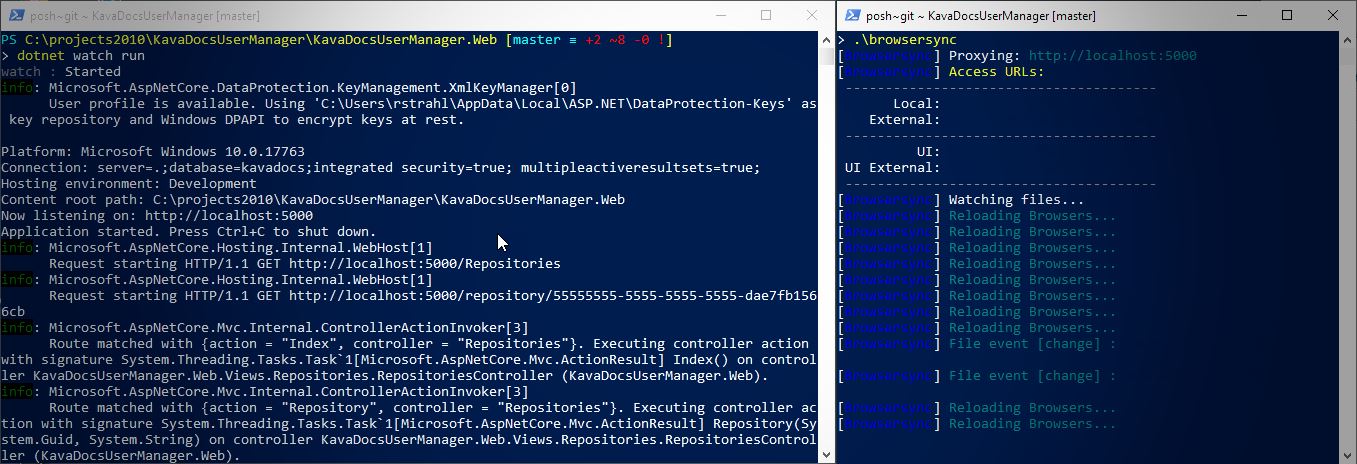 posh~git ~ KavaDocsUserManager [master]
PS C:\projects2010\KavaDocsUserManager\KavaDocsUserManager.Web [master ≡ +2 ~8 -0 !]
> dotnet watch run
watch : Started
info: Microsoft.AspNetCore.DataProtection.KeyManagement.XmlKeyManager[0]
User profile is available. Using 'C:\Users\rstrahl\AppData\Local\ASP.NET\DataProtection-Keys' as
key repository and Windows DPAPI to encrypt keys at rest.
Platform: Microsoft Windows 10.0.17763
Connection: server=.;database=kavadocs;integrated security=true; multipleactiveresultsets=true;
Hosting environment: Development
Content root path: C:\projects2010\KavaDocsUserManager\KavaDocsUserManager.Web
Now listening on: http://localhost:5000
Application started. Press Ctrl+C to shut down.
info: Microsoft.AspNetCore.Hosting.Internal.WebHost[1]
Request starting HTTP/1.1 GET http://localhost:5000/Repositories
info: Microsoft.AspNetCore.Hosting.Internal.WebHost[1]
Request starting HTTP/1.1 GET http://localhost:5000/repository/55555555-5555-5555-5555-dae7fb156
6cb
info: Microsoft.AspNetCore.Mvc.Internal.ControllerActionInvoker[3]
Route matched with {action = "Index", controller = "Repositories"}. Executing controller action
with signature System.Threading.Tasks.Task`1[Microsoft.AspNetCore.Mvc.ActionResult] Index() on control
ler KavaDocsUserManager.Web.Views.Repositories.RepositoriesController (KavaDocsUserManager.Web).
info: Microsoft.AspNetCore.Mvc.Internal.ControllerActionInvoker[3]
Route matched with {action = "Repository", controller = "Repositories"}. Executing controller ac
tion with signature System.Threading.Tasks.Task`1[Microsoft.AspNetCore.Mvc.ActionResult] Repository(Sy
stem.Guid, System.String) on controller KavaDocsUserManager.Web.Views.Repositories.RepositoriesControl
ler (KavaDocsUserManager.Web).
posh~git ~ KavaDocsUserManager [master]
> .\browsersync
[Browsersync] Proxying: http://localhost:5000
[Browsersync] Access URLs:
---------------------------------------
Local:
External:
---------------------------------------
UI:
UI External:
---------------------------------------
[Browsersync] Watching files...
[Browsersync] Reloading Browsers...
[Browsersync] Reloading Browsers...
[Browsersync] Reloading Browsers...
[Browsersync] Reloading Browsers...
[Browsersync] Reloading Browsers...
[Browsersync] Reloading Browsers...
[Browsersync] Reloading Browsers...
[Browsersync] Reloading Browsers...
[Browsersync] File event [change] :
[Browsersync] File event [change] :
[Browsersync] Reloading Browsers...
[Browsersync] Reloading Browsers...